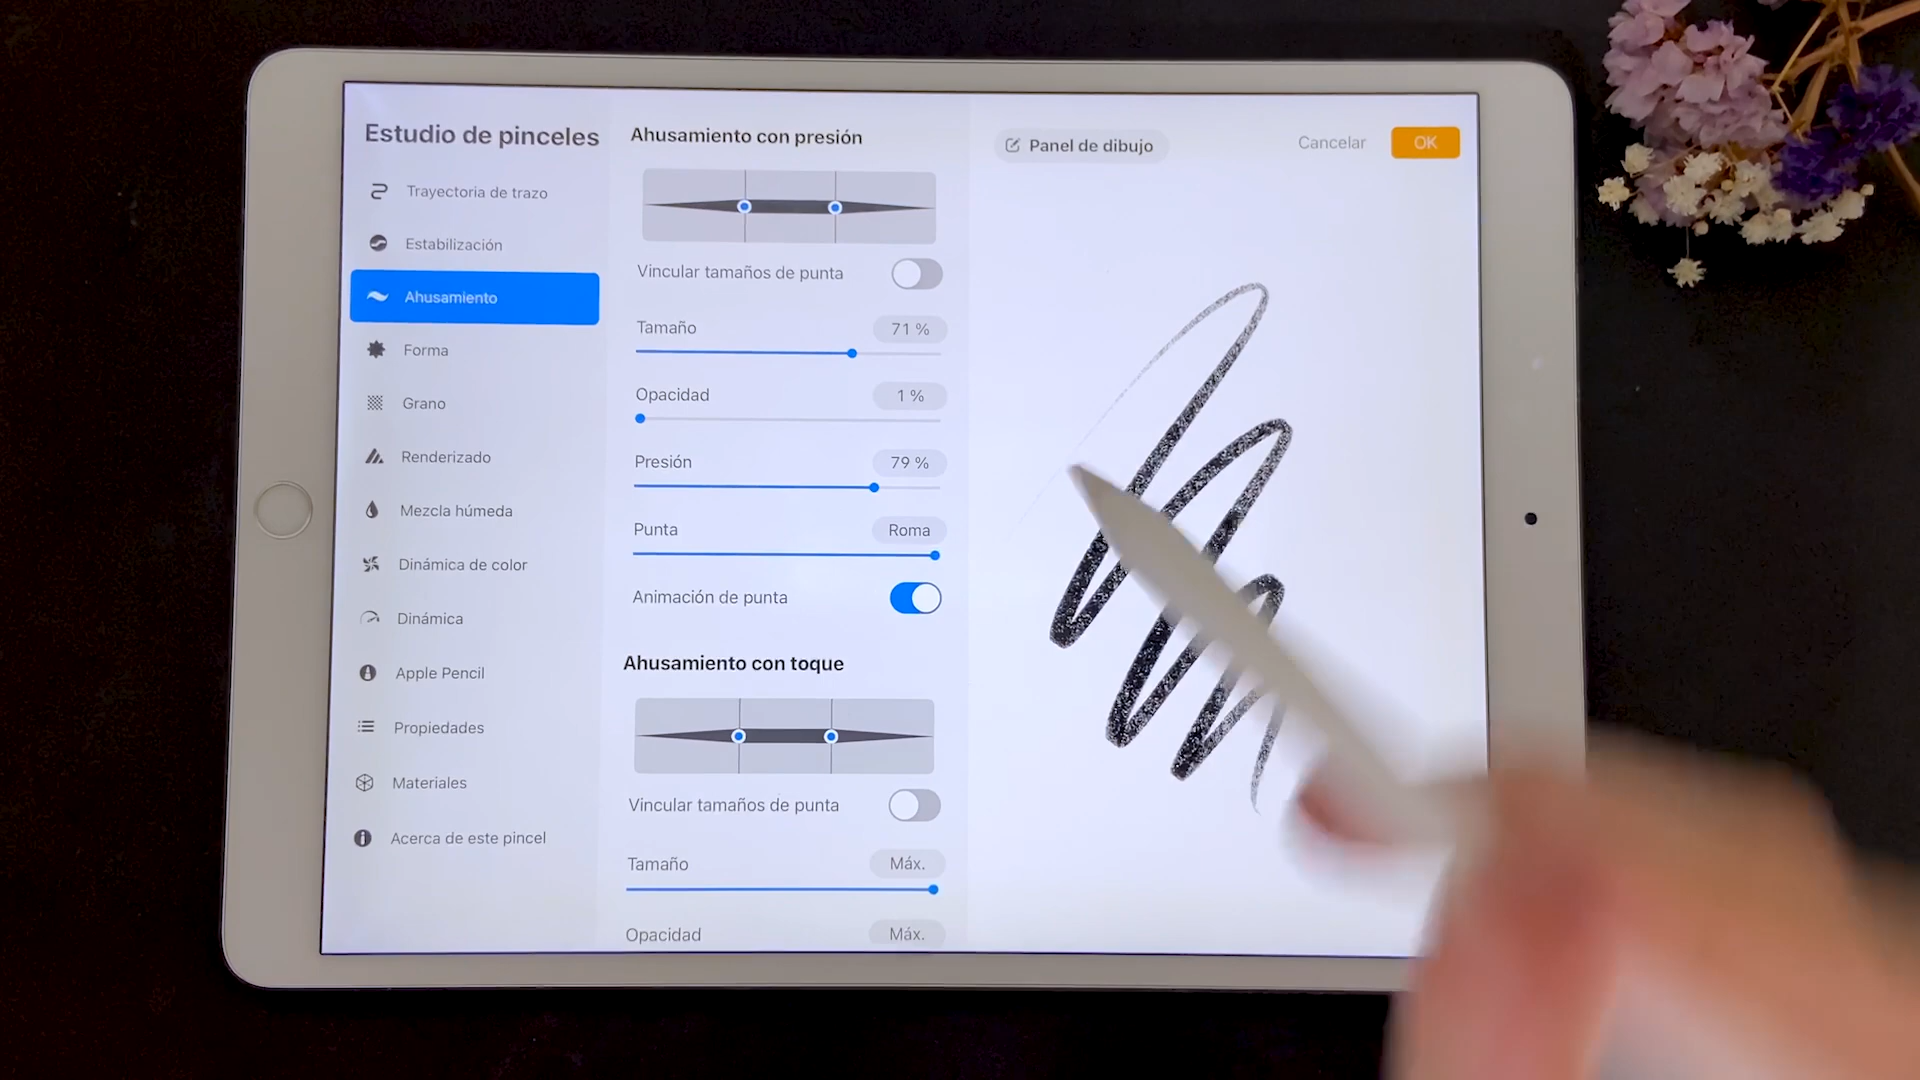 Estudio de pinceles
Trayectoria de trazo
Estabilización
Ahusamiento
Forma
Grano
Renderizado
Mezcla húmeda
Dinámica de color
Dinámica
Apple Pencil
Propiedades
Materiales
Acerca de este pincel
Ahusamiento con presión
Vincular tamaños de punta
Tamaño 71 %
Opacidad 1 %
Presión 79 %
Punta Roma
Animación de punta
Ahusamiento con toque
Vincular tamaños de punta
Tamaño Máx.
Opacidad Máx.
Panel de dibujo
Cancelar
OK